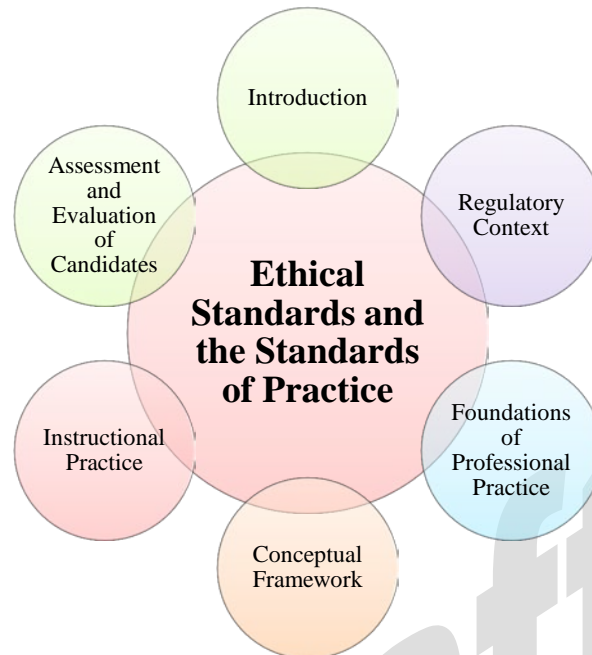 Introduction
Assessment
and
Evaluation
of
Candidates
Regulatory
Context
Ethical
Standards and
the Standards
of Practice
Instructional
Practice
Foundations
of
Professional
Practice
Conceptual
Framework